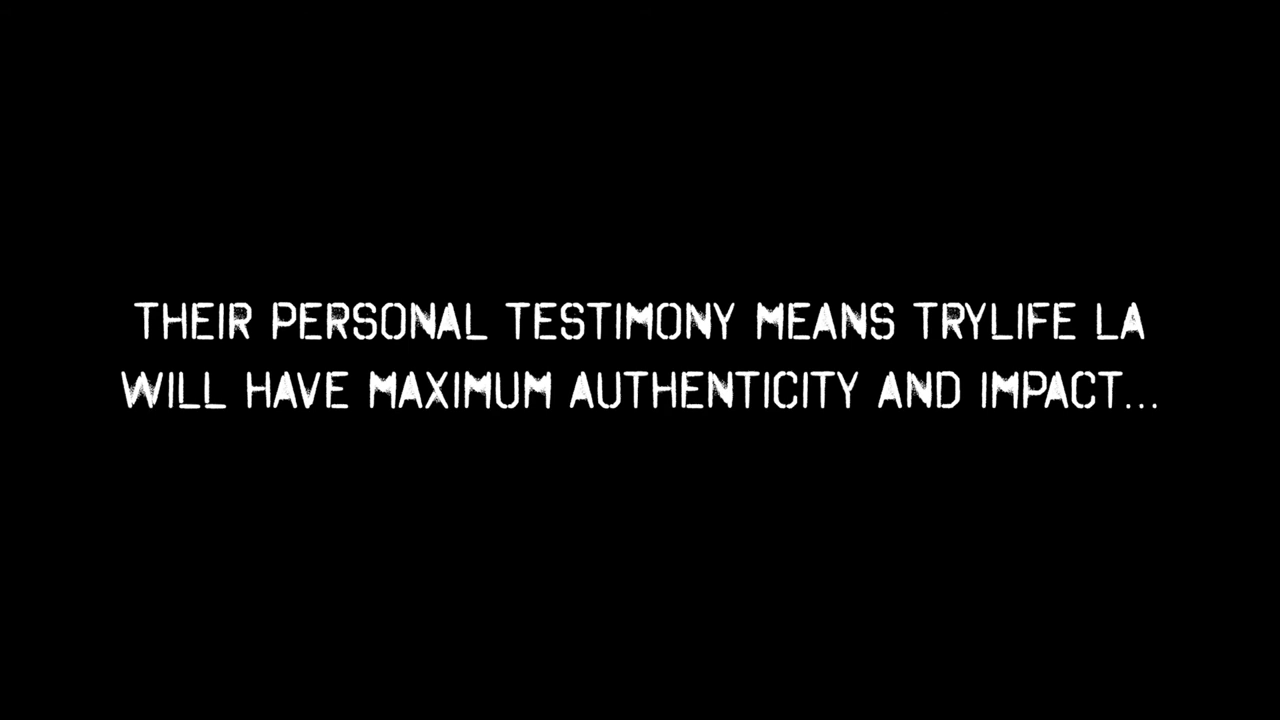 THEIR PERSONAL TESTIMONY MEANS TRYLIFE LA
WILL HAVE MAXIMUM AUTHENTICITY AND IMPACT...